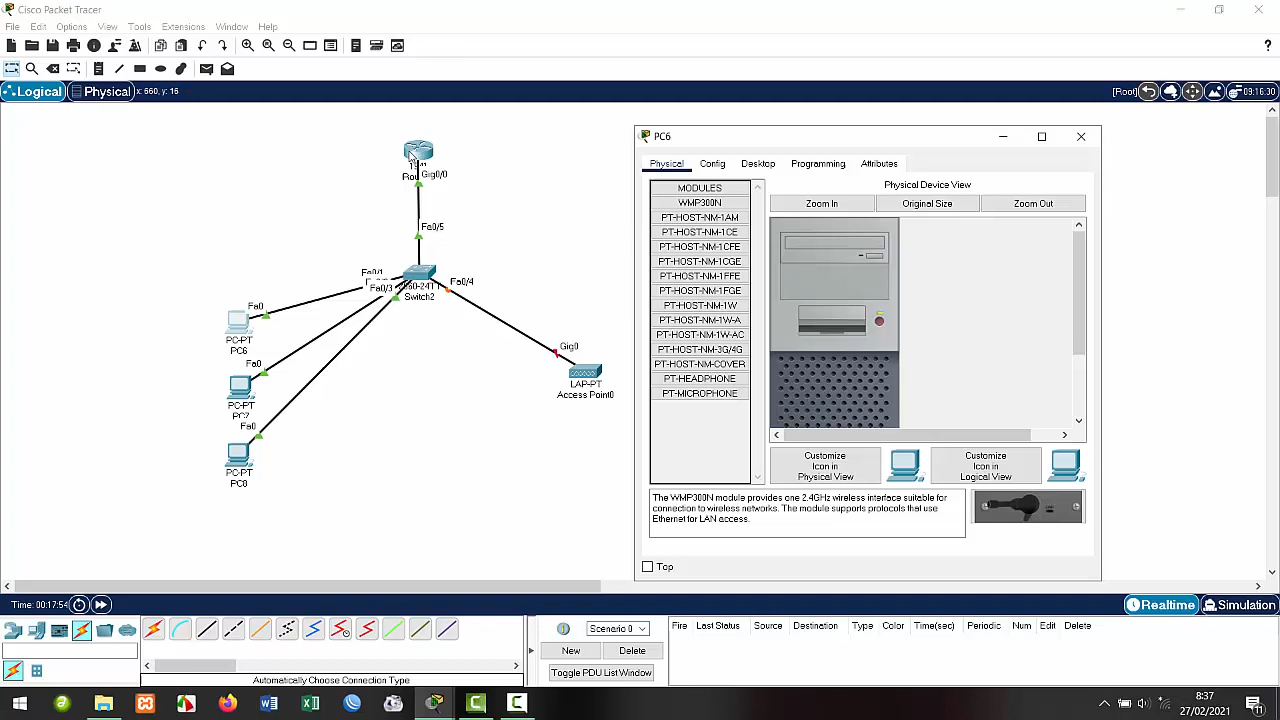 Cisco Packet Tracer
File Edit Options View Tools Extensions Window Help
?
Logical Physical x: 660, y: 16 [Root] 09:16:30
Gig0/0
Fa0/5
Fa0/4
Fa0/1
Fa0/3
Switch2
Fa0
PC-PT
PC6
Fa0
PC-PT
PC7
Fa0
PC-PT
PC8
Gig0
LAP-PT
Access Point0
PC6
Physical Config Desktop Programming Attributes
MODULES
WMP300N
PT-HOST-NM-1AM
PT-HOST-NM-1CE
PT-HOST-NM-1CFE
PT-HOST-NM-1CGE
PT-HOST-NM-1FFE
PT-HOST-NM-1FGE
PT-HOST-NM-1W
PT-HOST-NM-1W-A
PT-HOST-NM-1W-AC
PT-HOST-NM-3G/4G
PT-HOST-NM-COVER
PT-HEADPHONE
PT-MICROPHONE
Physical Device View
Zoom In Original Size Zoom Out
Customize
Icon in
Physical View
Customize
Icon in
Logical View
The WMP300N module provides one 2.4GHz wireless interface suitable for
connection to wireless networks. The module supports protocols that use
Ethernet for LAN access.
Top
Time: 00:17:54 Realtime Simulation
Scenario 0
New Delete
Toggle PDU List Window
Fire Last Status Source Destination Type Color Time(sec) Periodic Num Edit Delete
Automatically Choose Connection Type
8:37
27/02/2021
11